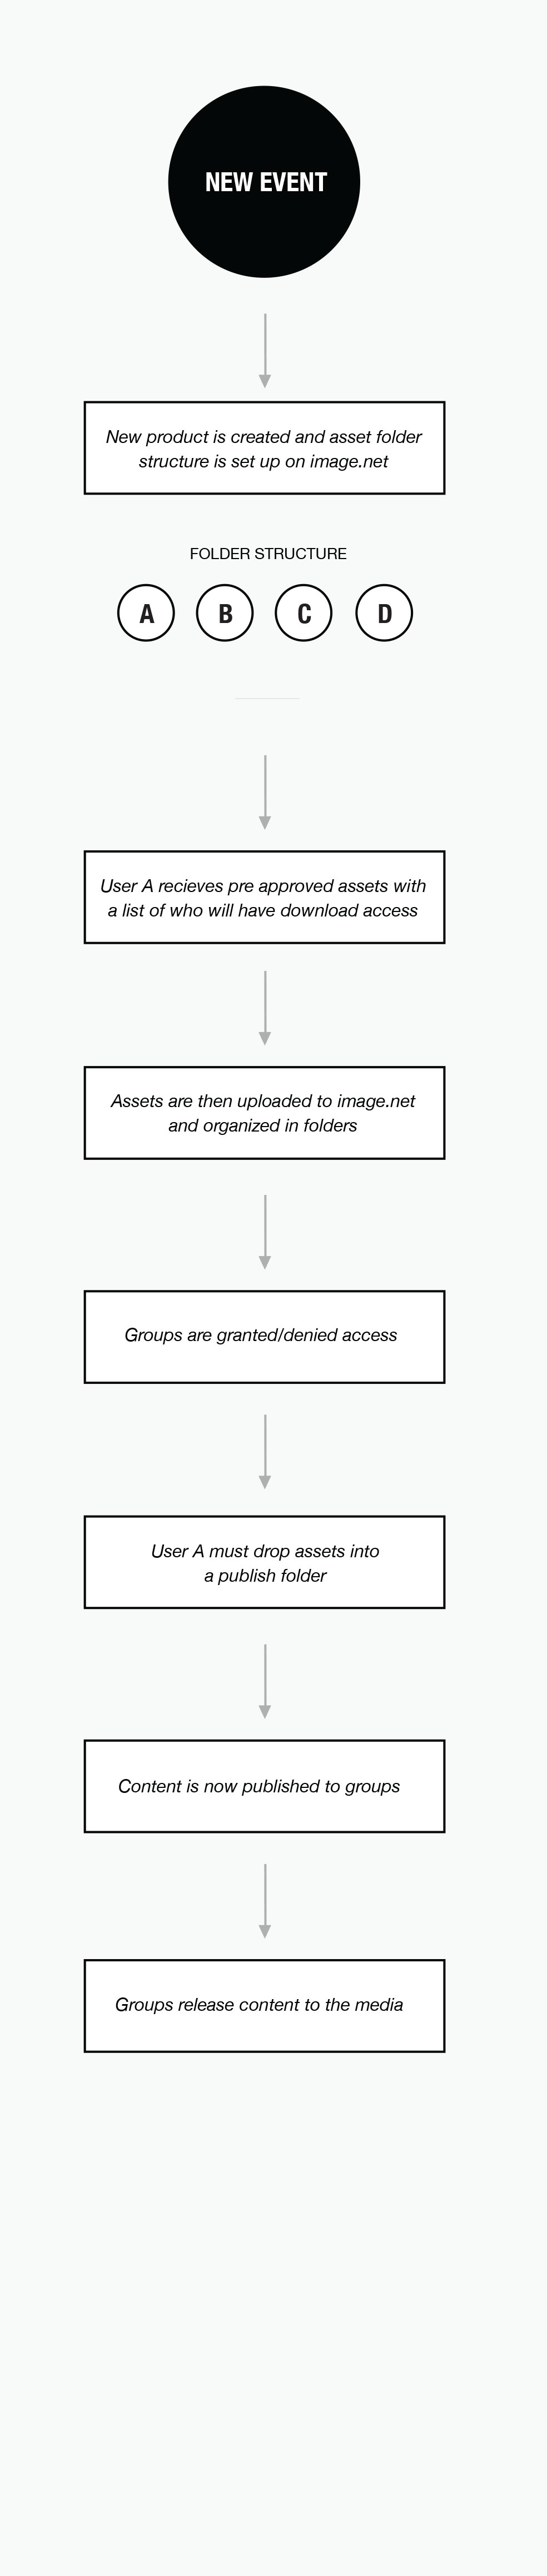 NEW EVENT
New product is created and asset folder
structure is set up on image.net
FOLDER STRUCTURE
A B C D
User A recieves pre approved assets with
a list of who will have download access
Assets are then uploaded to image.net
and organized in folders
Groups are granted/denied access
User A must drop assets into
a publish folder
Content is now published to groups
Groups release content to the media